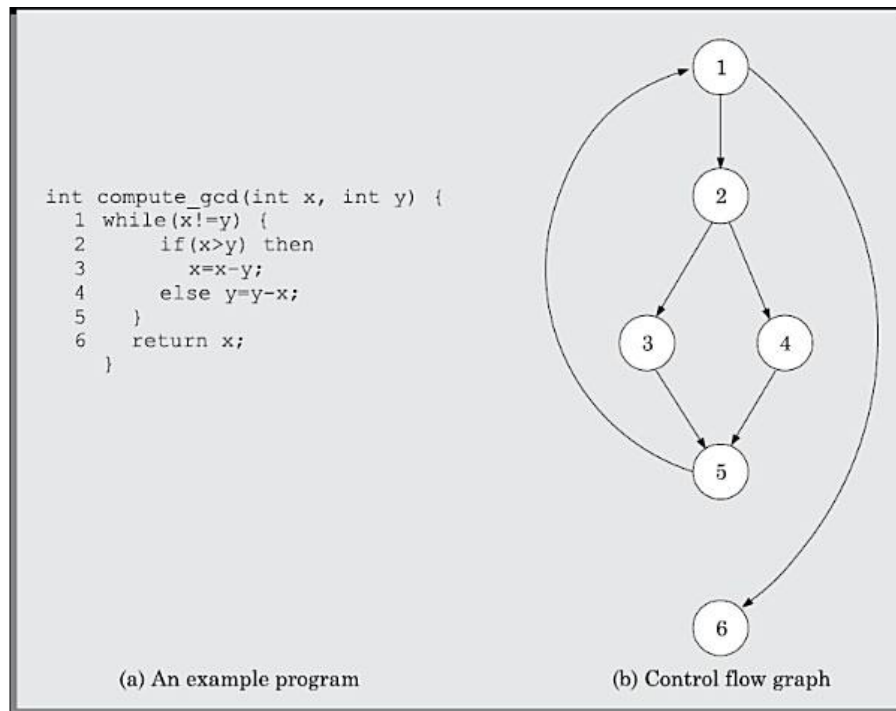 int compute_gcd(int x, int y) {
1 while(x!=y) {
2 if(x>y) then
3 x=x-y;
4 else y=y-x;
5 }
6 return x;
}
(a) An example program
1
2
3 4
5
6
(b) Control flow graph